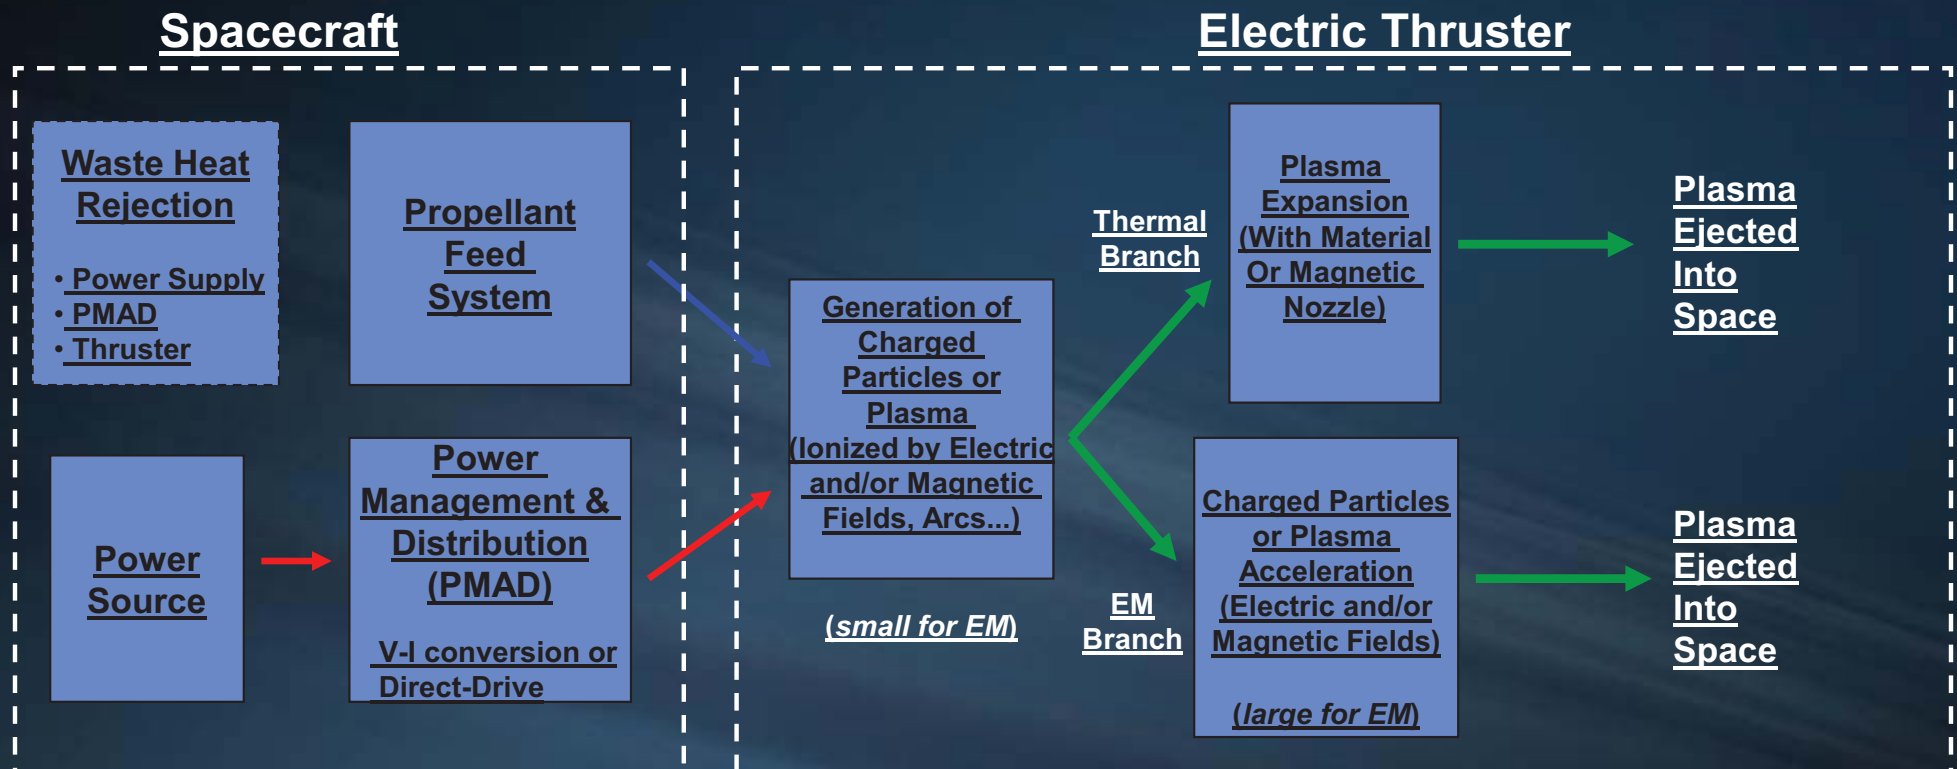 Spacecraft
Electric Thruster
Waste Heat
Rejection
• Power Supply
• PMAD
• Thruster
Propellant
Feed
System
Power
Source
Power
Management &
Distribution
(PMAD)
V-I conversion or
Direct-Drive
Generation of
Charged
Particles or
Plasma
(Ionized by Electric
and/or Magnetic
Fields, Arcs...)
(small for EM)
Thermal
Branch
EM
Branch
Plasma
Expansion
(With Material
Or Magnetic
Nozzle)
Charged Particles
or Plasma
Acceleration
(Electric and/or
Magnetic Fields)
(large for EM)
Plasma
Ejected
Into
Space
Plasma
Ejected
Into
Space